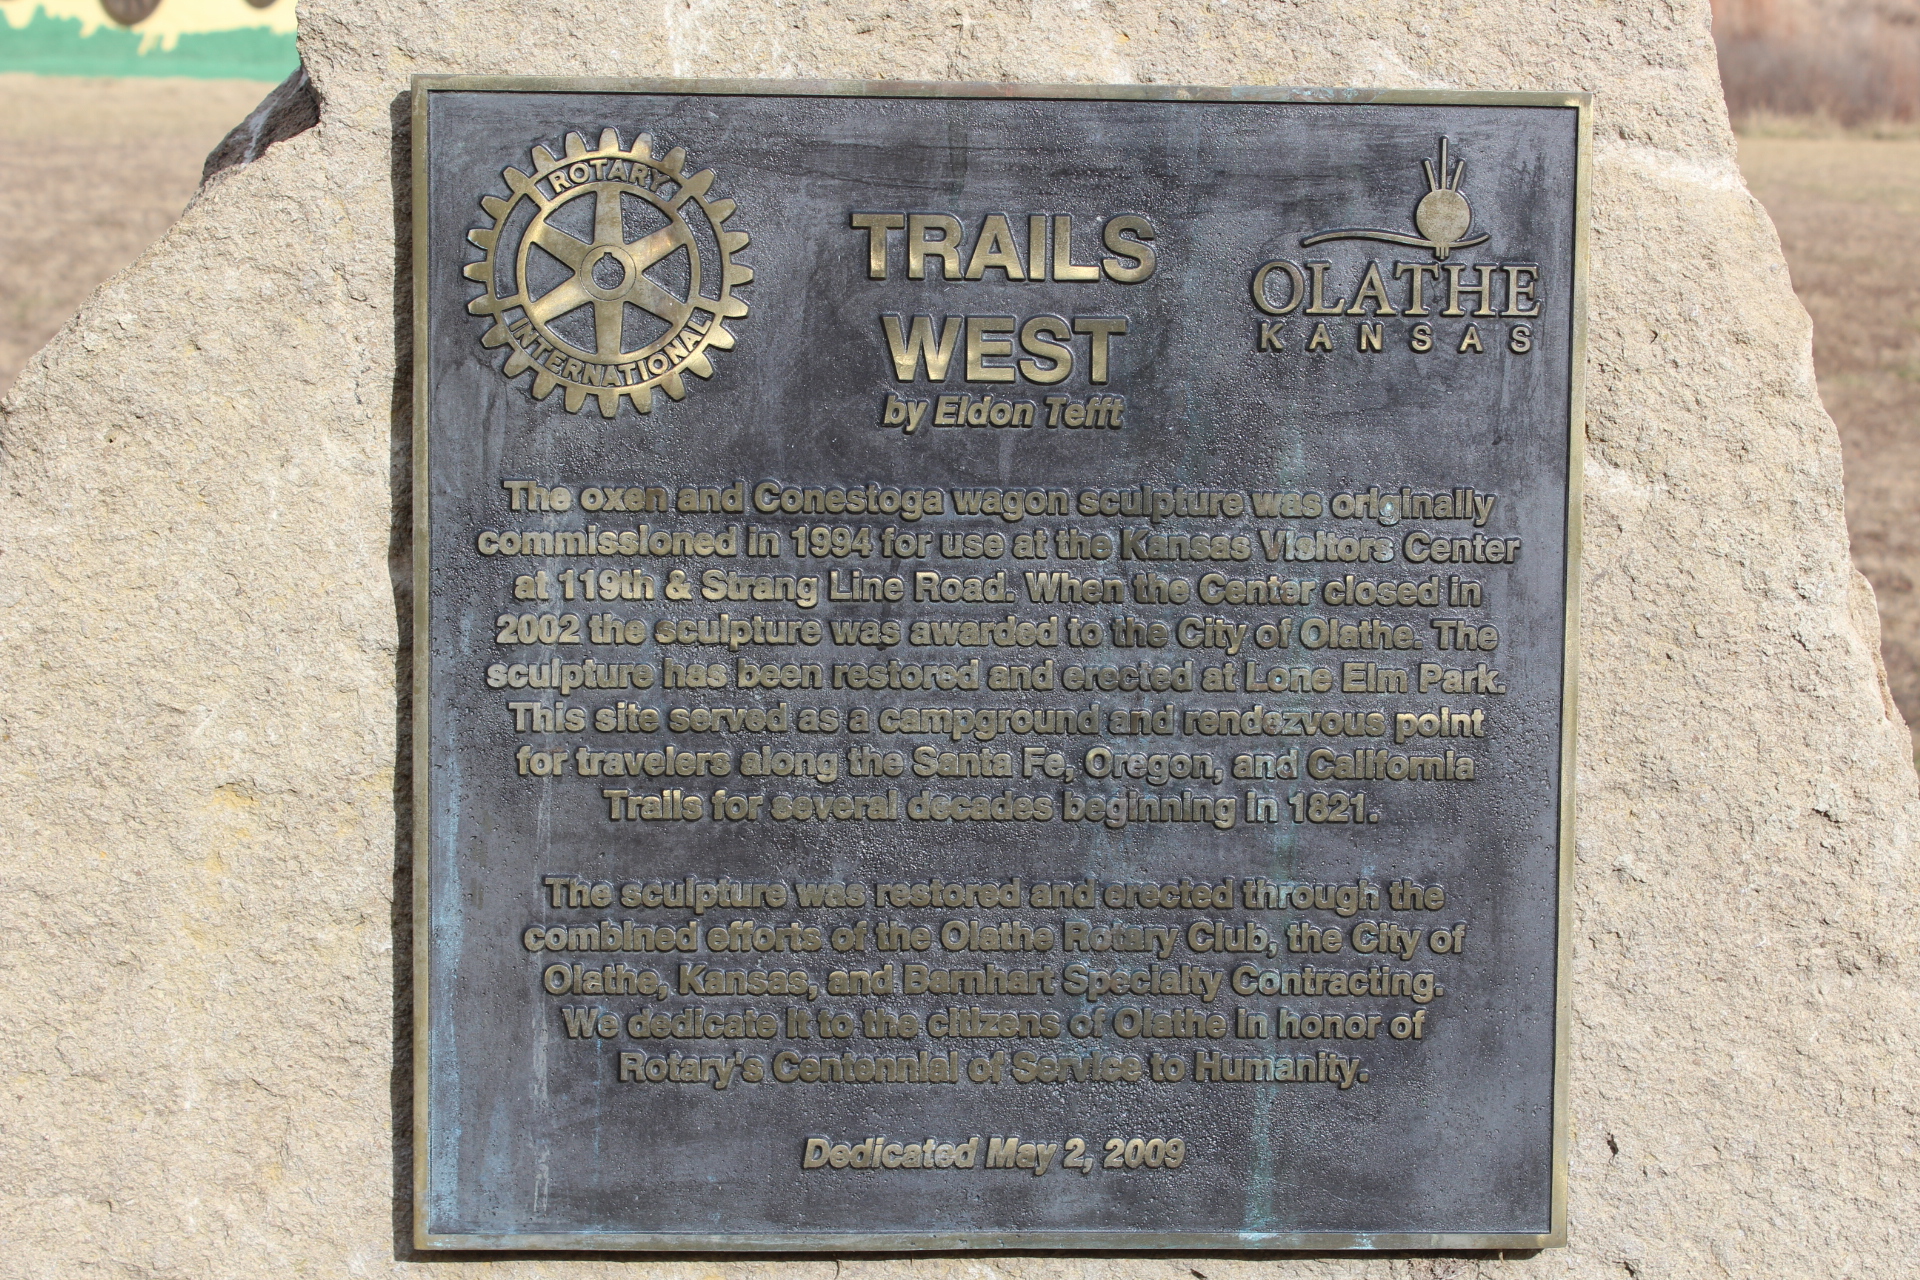 ROTARY
INTERNATIONAL
TRAILS
WEST
by Eldon Tefft
OLATHE
KANSAS
The oxen and Conestoga wagon sculpture was originally
commissioned in 1994 for use at the Kansas Visitors Center
at 119th & Strang Line Road. When the Center closed in
2002 the sculpture was awarded to the City of Olathe. The
sculpture has been restored and erected at Lone Elm Park.
This site served as a campground and rendezvous point
for travelers along the Santa Fe, Oregon, and California
Trails for several decades beginning in 1821.
The sculpture was restored and erected through the
combined efforts of the Olathe Rotary Club, the City of
Olathe, Kansas, and Barnhart Specialty Contracting.
We dedicate it to the citizens of Olathe in honor of
Rotary's Centennial of Service to Humanity.
Dedicated May 2, 2009